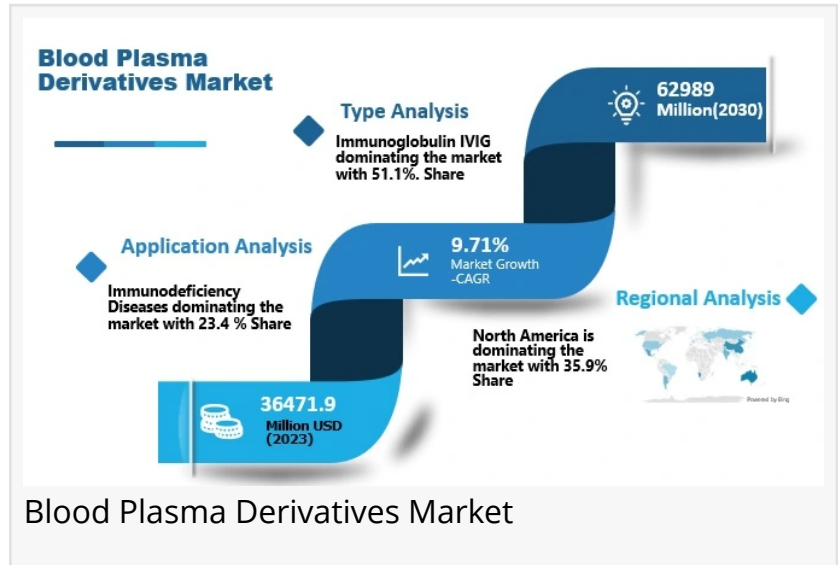 Blood Plasma
Derivatives Market
Type Analysis
Immunoglobulin IVIG
dominating the market
with 51.1%. Share
62989
Million(2030)
Application Analysis
Immunodeficiency
Diseases dominating the
market with 23.4 % Share
9.71%
Market Growth
-CAGR
Regional Analysis
North America is
dominating the
market with 35.9%
Share
Powered by Bing
36471.9
Million USD
(2023)
Blood Plasma Derivatives Market